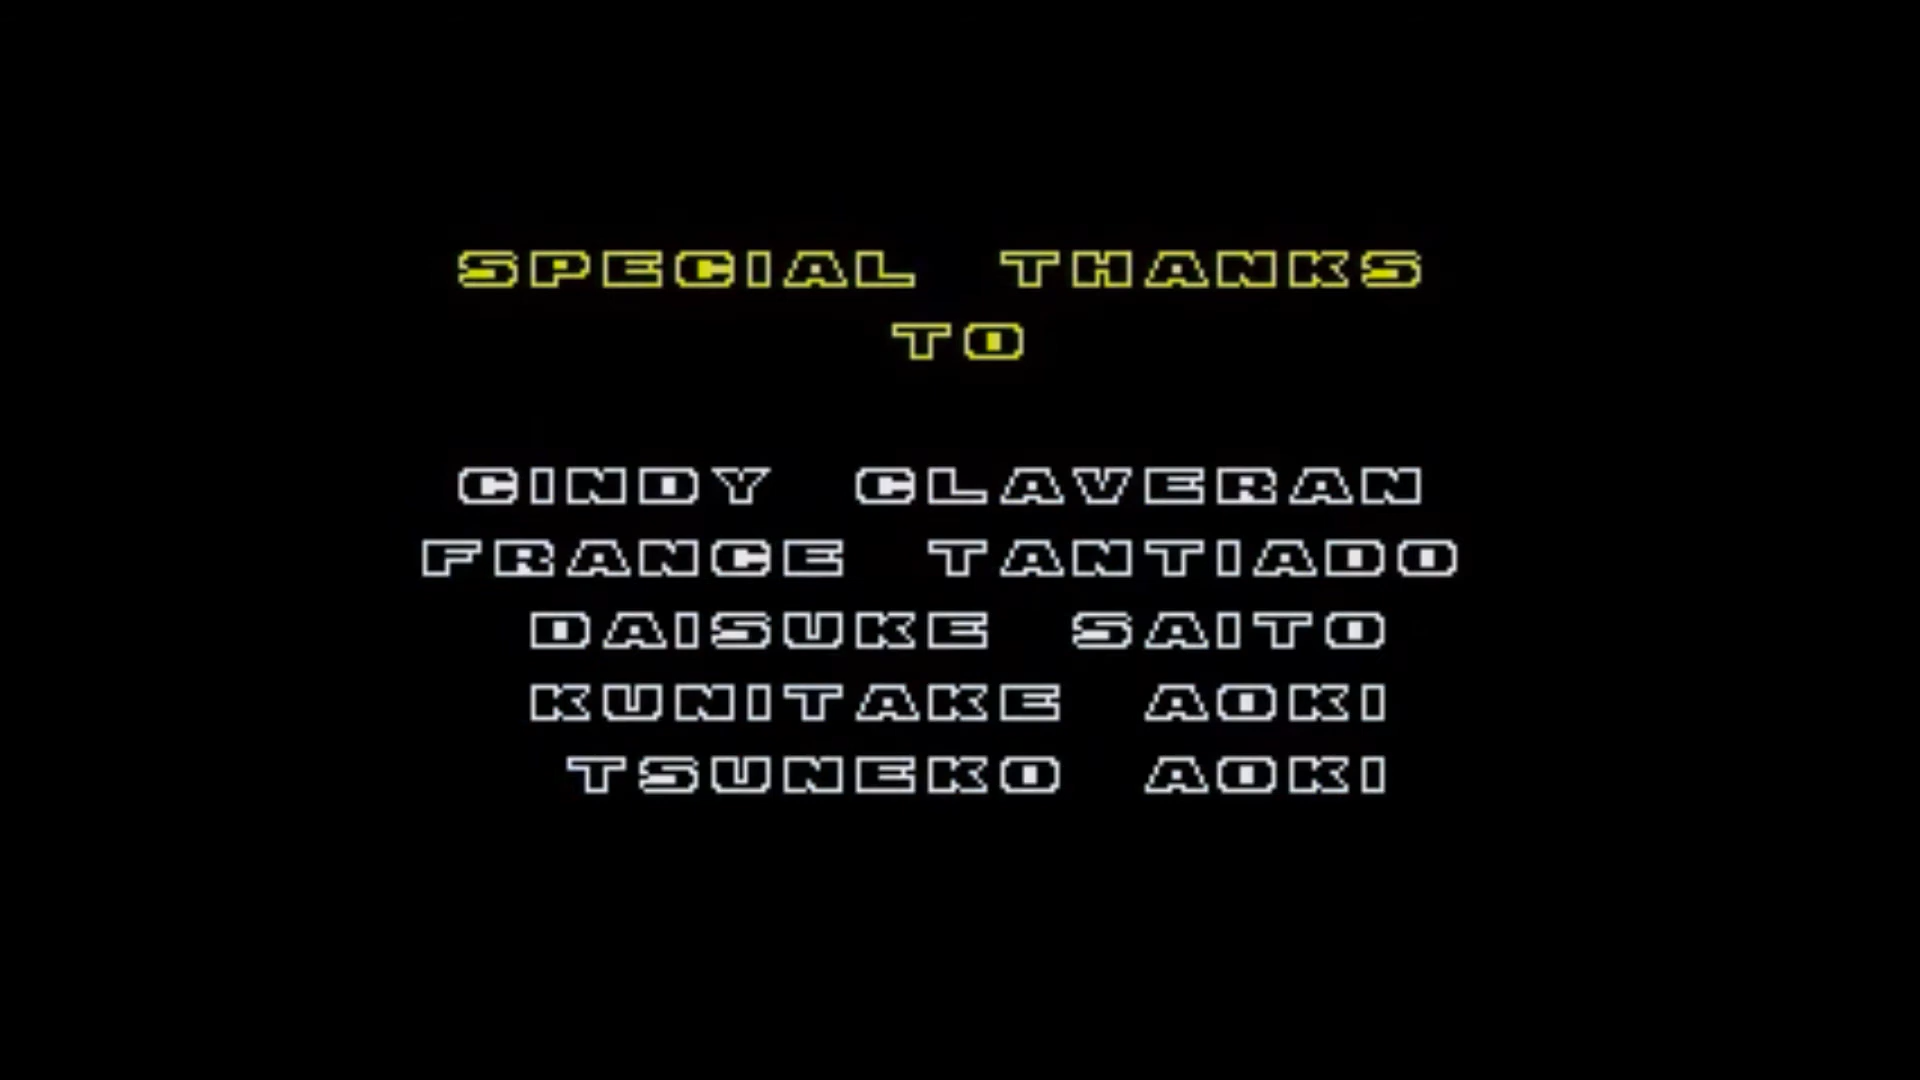 SPECIAL THANKS
TO
CINDY CLAVERAN
FRANCE TANTIADO
DAISUKE SAITO
KUNITAKE AOKI
TSUNEKO AOKI